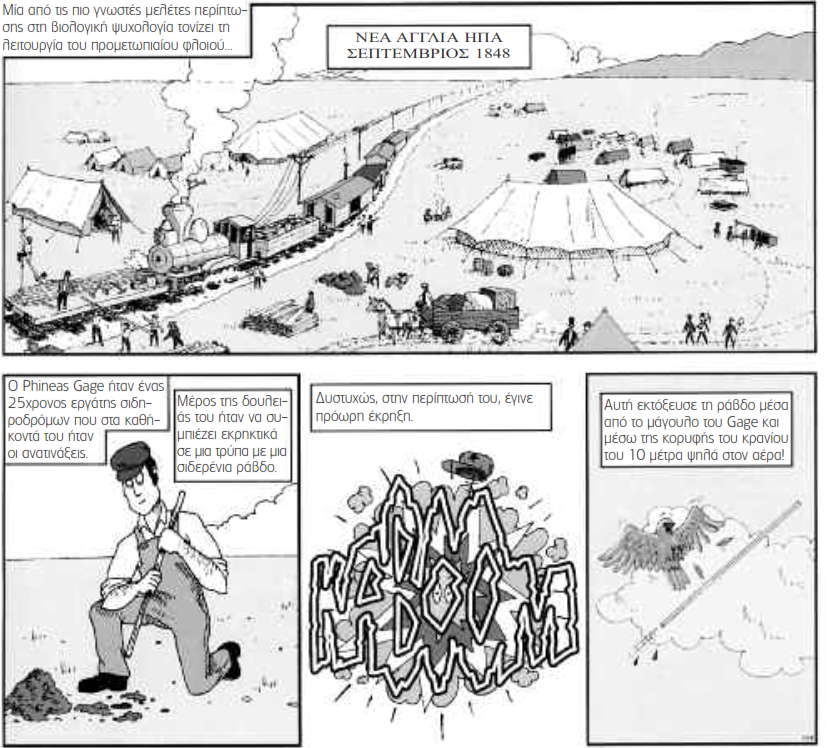 Μία από τις πιο γνωστές μελέτες περίπτω-
σης στη βιολογική ψυχολογία τονίζει τη
λειτουργία του προμετωπιαίου φλοιού...
ΝΕΑ ΑΓΓΛΙΑ ΗΠΑ
ΣΕΠΤΕΜΒΡΙΟΣ 1848
Ο Phineas Gage ήταν ένας
25χρονος εργάτης σιδη-
ροδρόμων που στα καθή-
κοντά του ήταν
οι ανατινάξεις.
Μέρος της δουλει-
άς του ήταν να συ-
μπιέζει εκρηκτικά
σε μια τρύπα με μια
σιδερένια ράβδο.
Δυστυχώς, στην περίπτωσή του, έγινε
πρόωρη έκρηξη.
KABOOM
Αυτή εκτόξευσε τη ράβδο μέσα
από το μάγουλο του Gage και
μέσω της κορυφής του κρανίου
του 10 μέτρα ψηλά στον αέρα!